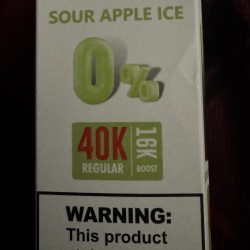 SOUR APPLE ICE
0%
40K
REGULAR
16K
BOOST
WARNING:
This product